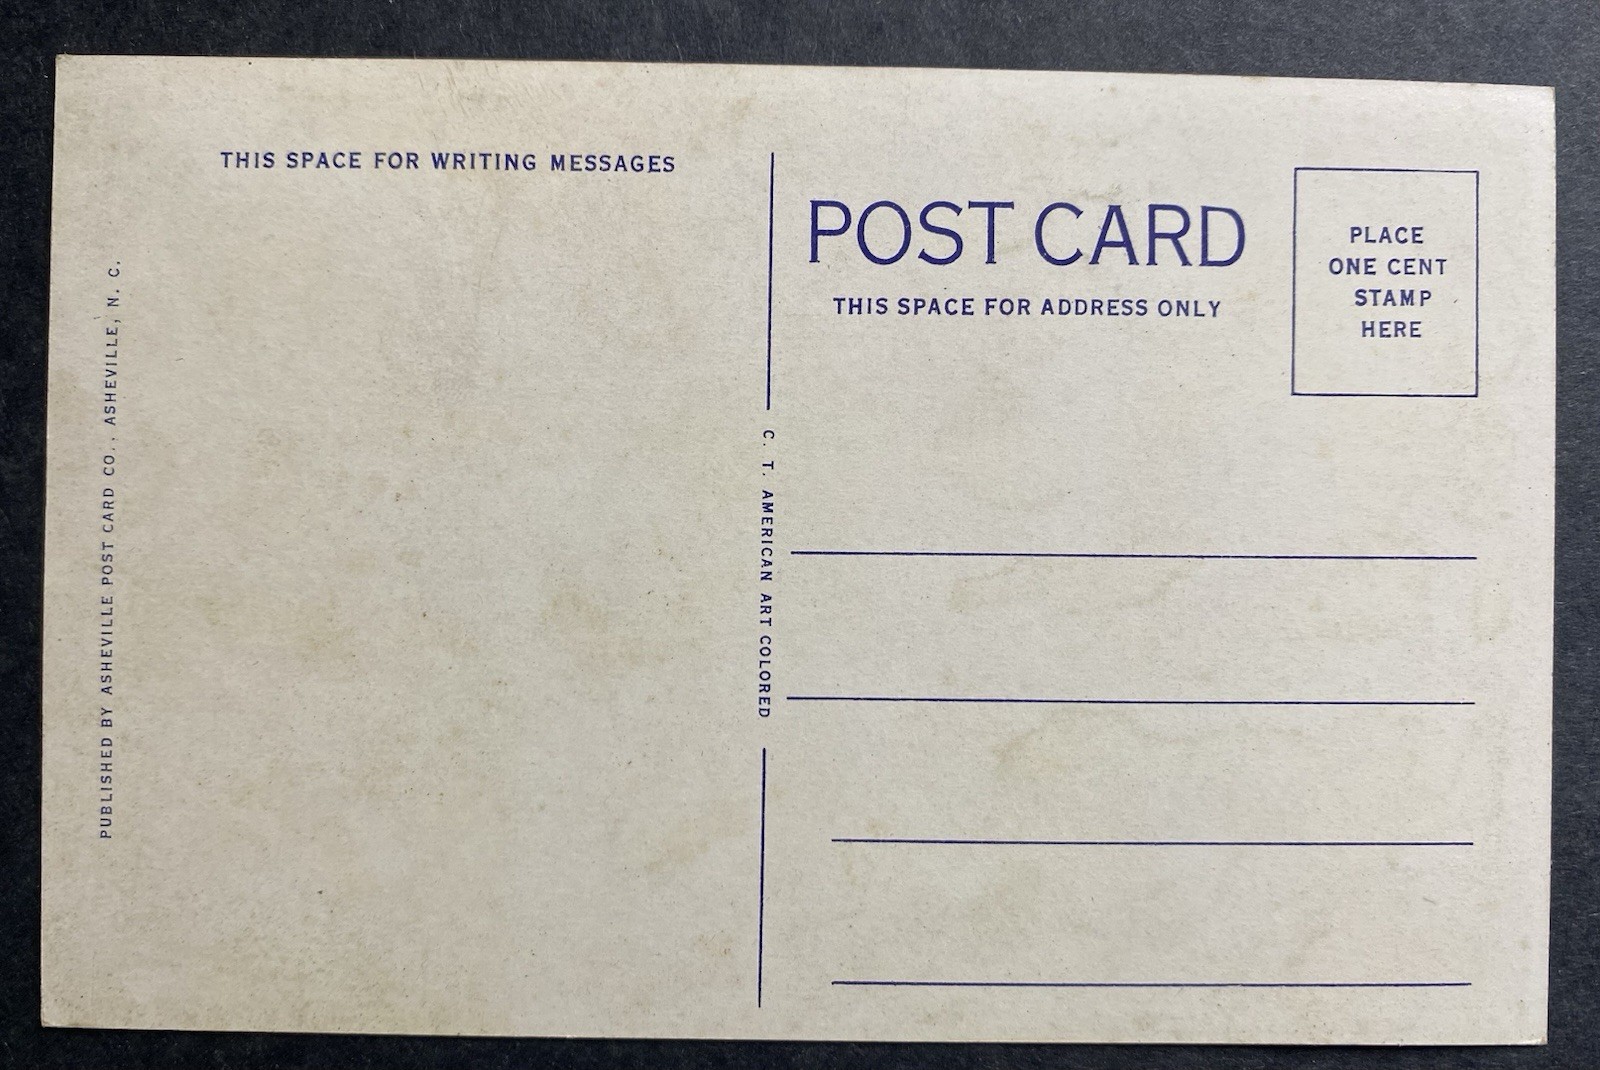 THIS SPACE FOR WRITING MESSAGES
POST CARD
THIS SPACE FOR ADDRESS ONLY
PLACE
ONE CENT
STAMP
HERE
PUBLISHED BY ASHEVILLE POST CARD CO., ASHEVILLE, N. C.
C. T. AMERICAN ART COLORED